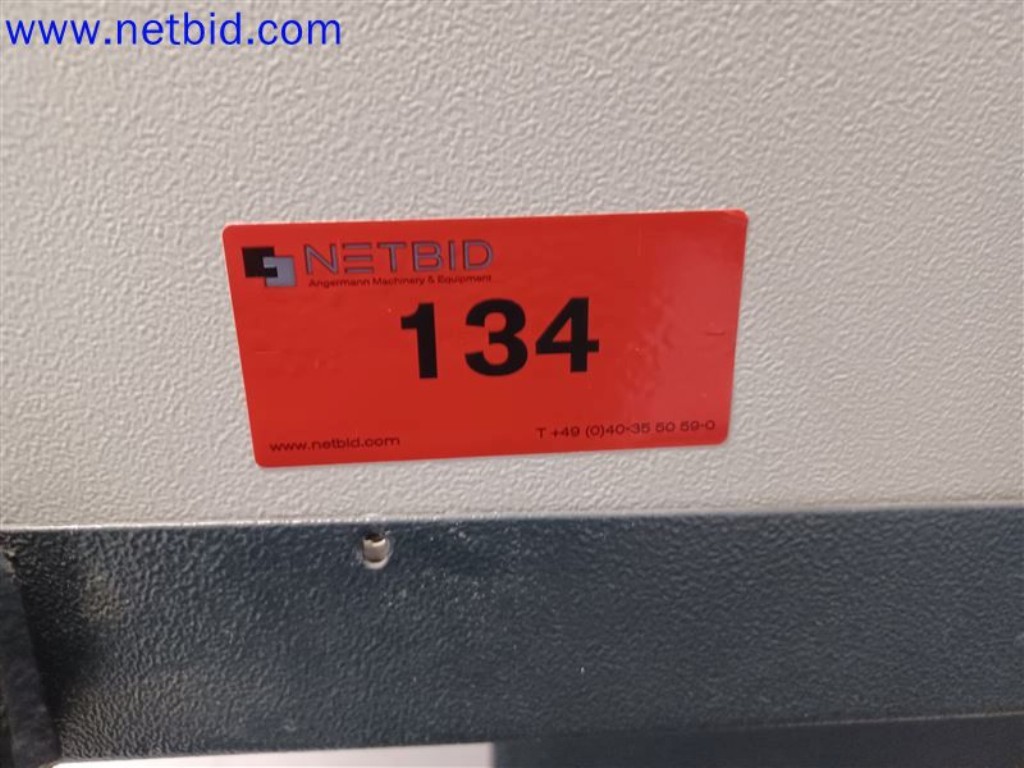 www.netbid.com
NETBID
Angermann Machinery & Equipment
134
www.netbid.com
T +49 (0)40-35 50 59-0